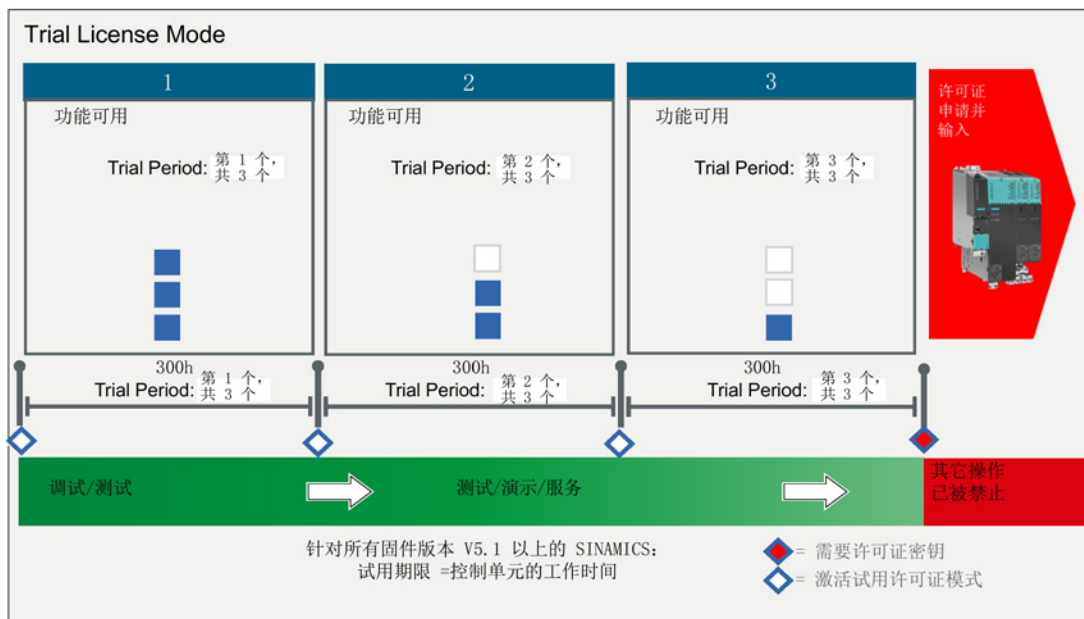 Trial License Mode
1
2
3
许可证
申请并
输入
功能可用
功能可用
功能可用
Trial Period: 第 1 个，
共 3 个
Trial Period: 第 2 个，
共 3 个
Trial Period: 第 3 个，
共 3 个
300h
300h
300h
Trial Period: 第 1 个，
共 3 个
Trial Period: 第 2 个，
共 3 个
Trial Period: 第 3 个，
共 3 个
调试/测试
测试/演示/服务
其它操作
已被禁止
针对所有固件版本 V5.1 以上的 SINAMICS:
试用期限 =控制单元的工作时间
= 需要许可证密钥
= 激活试用许可证模式